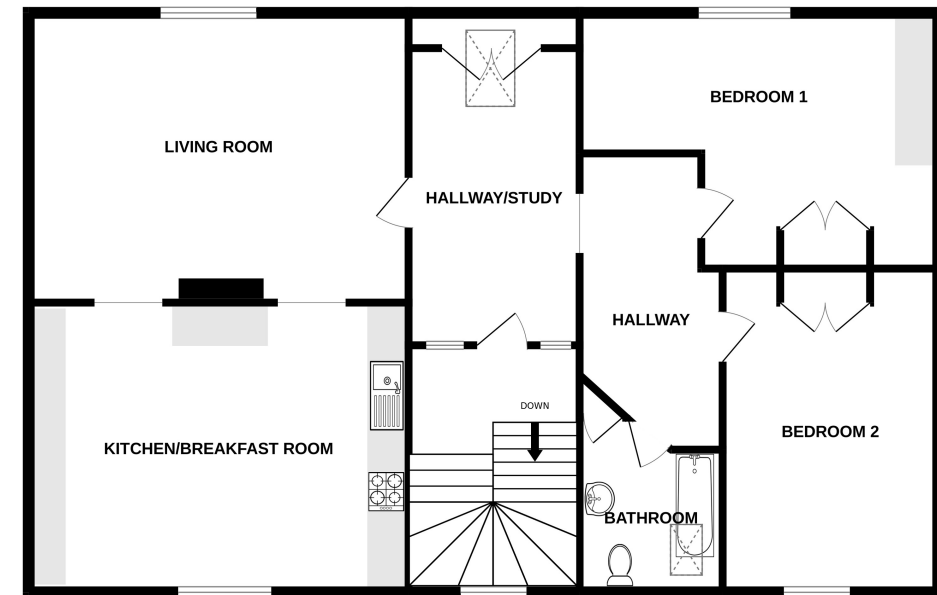 BEDROOM 1
LIVING ROOM
HALLWAY/STUDY
HALLWAY
DOWN
BEDROOM 2
KITCHEN/BREAKFAST ROOM
BATHROOM